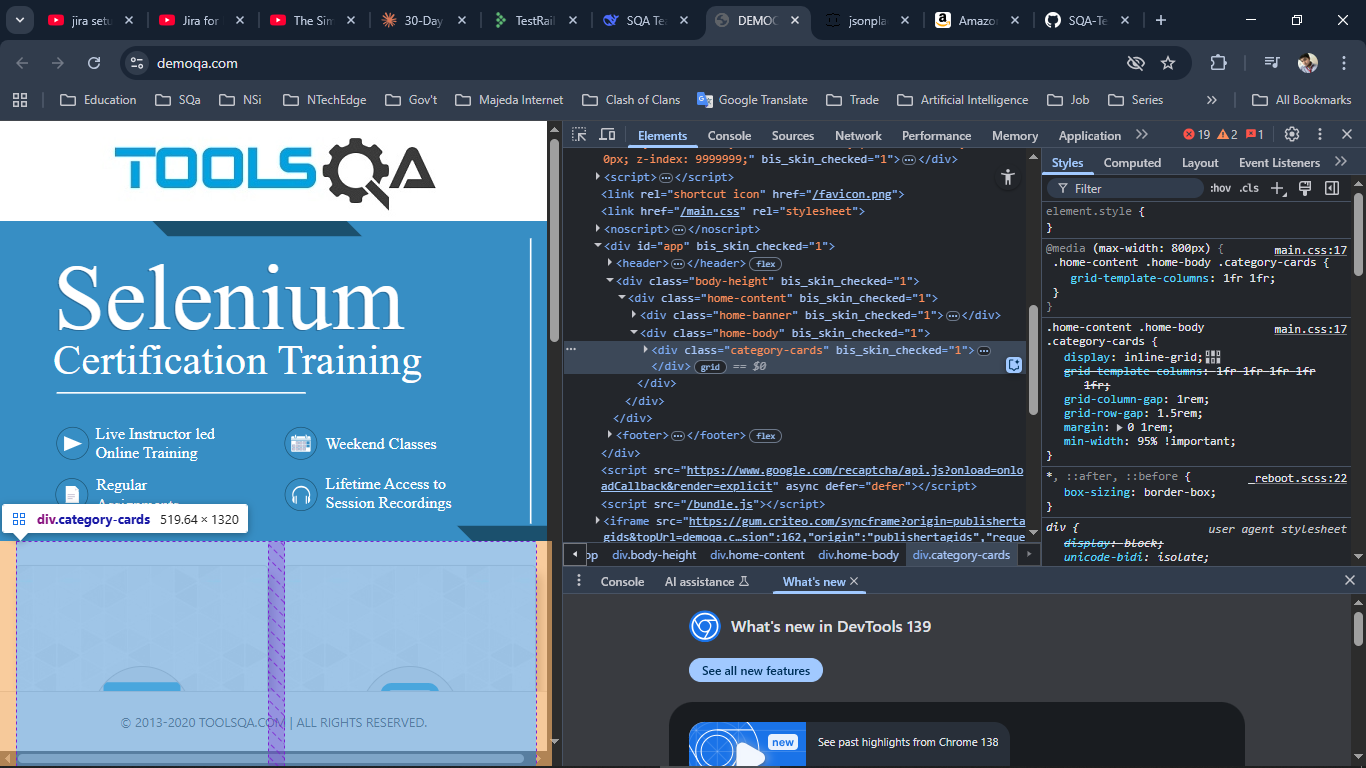 jira setu
Jira for
The Sim
30-Day
TestRail
SQA Tea
DEMOQ
jsonpla
Amazon
SQA-Te
demoqa.com
Education
SQa
NSi
NTechEdge
Gov't
Majeda Internet
Clash of Clans
Google Translate
Trade
Artificial Intelligence
Job
Series
All Bookmarks
TOOLSQA
Selenium
Certification Training
Live Instructor led
Online Training
Weekend Classes
Regular
Assignments
Lifetime Access to
Session Recordings
div.category-cards 519.64 × 1320
© 2013-2020 TOOLSQA.COM | ALL RIGHTS RESERVED.
Elements Console Sources Network Performance Memory Application 19 2 1
0px; z-index: 9999999;" bis_skin_checked="1">…</div>
<script>…</script>
<link rel="shortcut icon" href="/favicon.png">
<link href="/main.css" rel="stylesheet">
<noscript>…</noscript>
<div id="app" bis_skin_checked="1">
<header>…</header> flex
<div class="body-height" bis_skin_checked="1">
<div class="home-content" bis_skin_checked="1">
<div class="home-banner" bis_skin_checked="1">…</div>
<div class="home-body" bis_skin_checked="1">
<div class="category-cards" bis_skin_checked="1">…
</div> grid == $0
</div>
</div>
</div>
<footer>…</footer> flex
</div>
<script src="https://www.google.com/recaptcha/api.js?onload=onlo
adCallback&render=explicit" async defer="defer"></script>
<script src="/bundle.js"></script>
<iframe src="https://gum.criteo.com/syncframe?origin=publisherta
gids&topUrl=demoqa.c…sion":162,"origin":"publishertagids","reque
pp div.body-height div.home-content div.home-body div.category-cards
Styles Computed Layout Event Listeners
Filter :hov .cls
element.style {
}
@media (max-width: 800px) { main.css:17
.home-content .home-body .category-cards {
grid-template-columns: 1fr 1fr;
}
}
.home-content .home-body main.css:17
.category-cards {
display: inline-grid;
grid-template-columns: 1fr 1fr 1fr 1fr
1fr;
grid-column-gap: 1rem;
grid-row-gap: 1.5rem;
margin: 0 1rem;
min-width: 95% !important;
}
*, ::after, ::before { _reboot.scss:22
box-sizing: border-box;
}
div { user agent stylesheet
display: block;
unicode-bidi: isolate;
Console AI assistance What's new
What's new in DevTools 139
See all new features
new
See past highlights from Chrome 138